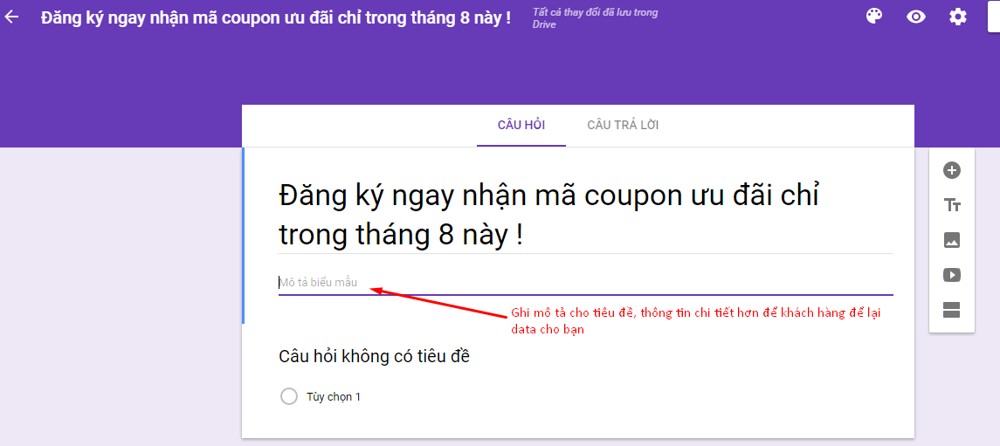 Đăng ký ngay nhận mã coupon ưu đãi chỉ trong tháng 8 này !
Tất cả thay đổi đã lưu trong
Drive
CÂU HỎI
CÂU TRẢ LỜI
Đăng ký ngay nhận mã coupon ưu đãi chỉ
trong tháng 8 này !
Mô tả biểu mẫu
Ghi mô tả cho tiêu đề, thông tin chi tiết hơn để khách hàng để lại
data cho bạn
Câu hỏi không có tiêu đề
Tùy chọn 1